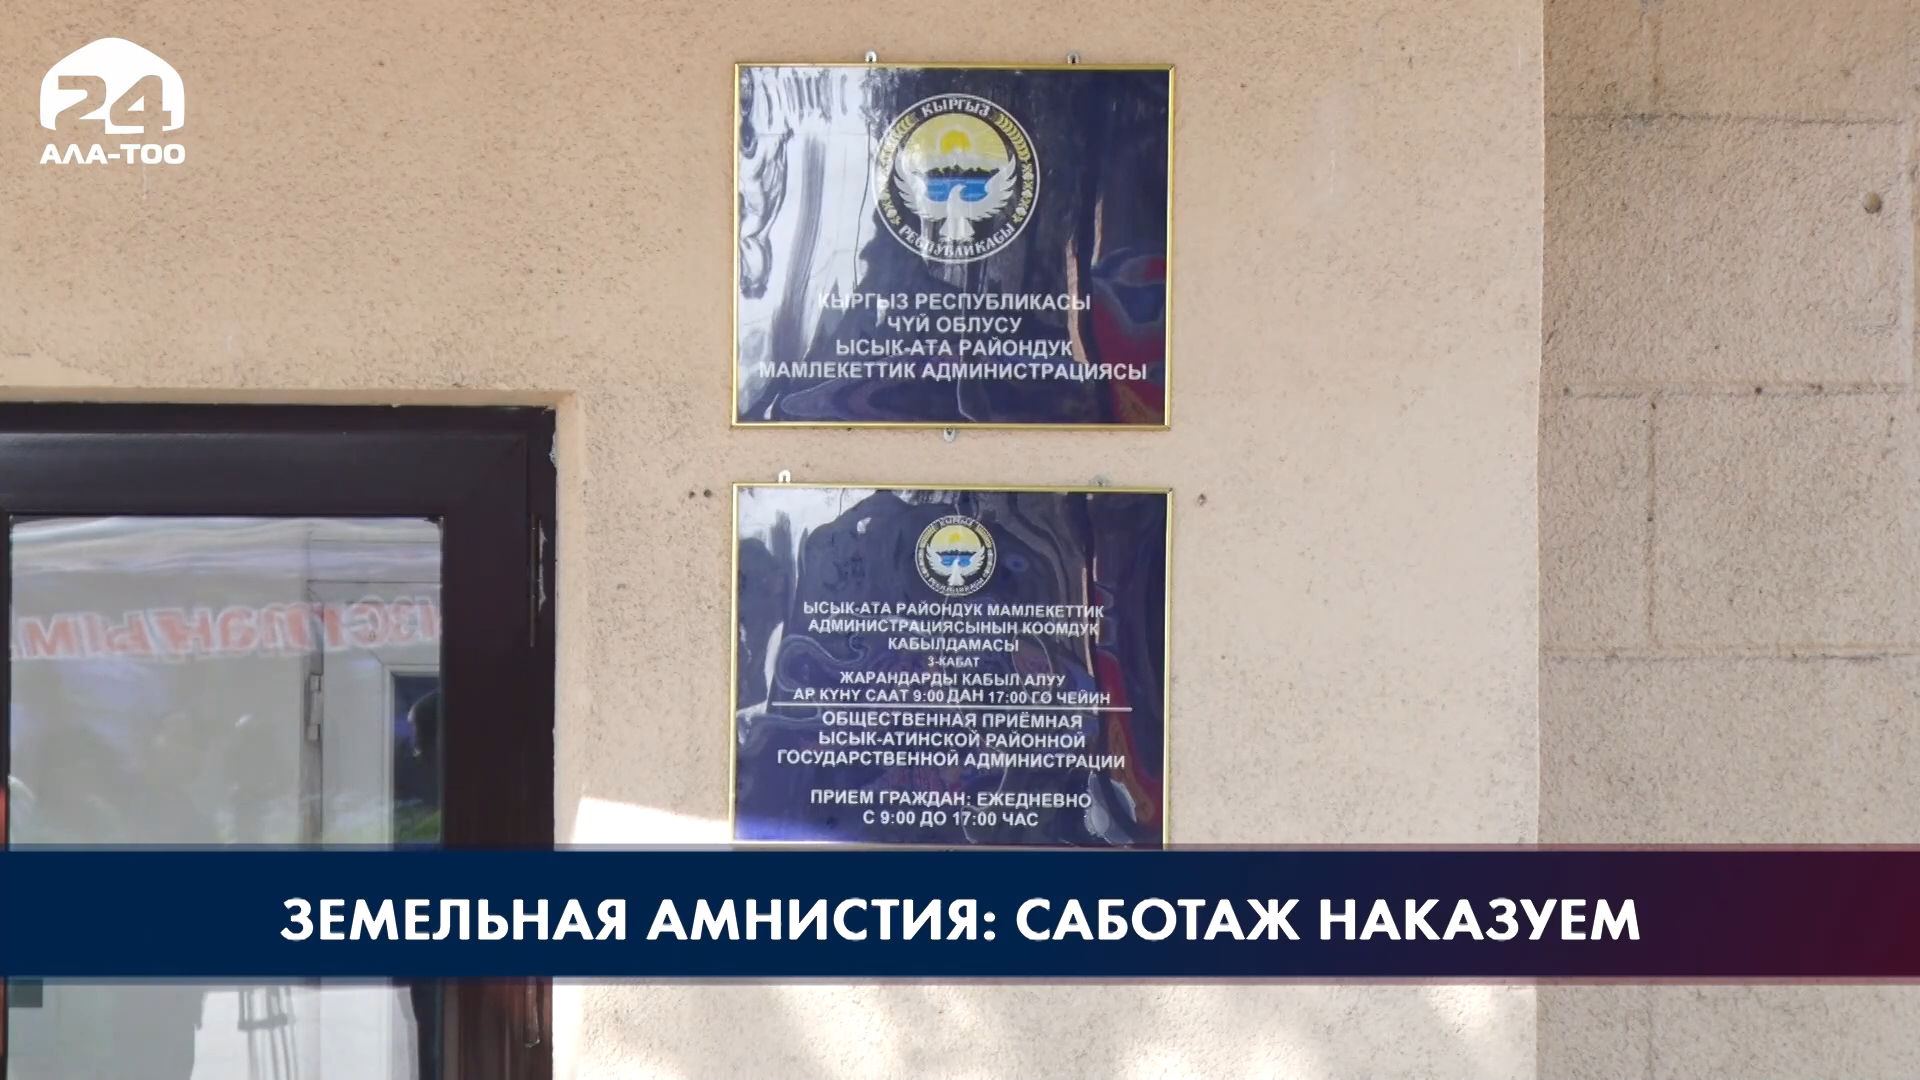 24
АЛА-ТОО
КЫРГЫЗ
РЕСПУБЛИКАСЫ
КЫРГЫЗ РЕСПУБЛИКАСЫ
ЧҮЙ ОБЛУСУ
ЫСЫК-АТА РАЙОНДУК
МАМЛЕКЕТТИК АДМИНИСТРАЦИЯСЫ
КЫРГЫЗ
РЕСПУБЛИКАСЫ
ЫСЫК-АТА РАЙОНДУК МАМЛЕКЕТТИК
АДМИНИСТРАЦИЯСЫНЫН КООМДУК
КАБЫЛДАМАСЫ
3-КАБАТ
ЖАРАНДАРДЫ КАБЫЛ АЛУУ
АР КҮНҮ СААТ 9:00 ДАН 17:00 ГО ЧЕЙИН
ОБЩЕСТВЕННАЯ ПРИЁМНАЯ
ЫСЫК-АТИНСКОЙ РАЙОННОЙ
ГОСУДАРСТВЕННОЙ АДМИНИСТРАЦИИ
ПРИЕМ ГРАЖДАН: ЕЖЕДНЕВНО
С 9:00 ДО 17:00 ЧАС
ЗЕМЕЛЬНАЯ АМНИСТИЯ: САБОТАЖ НАКАЗУЕМ